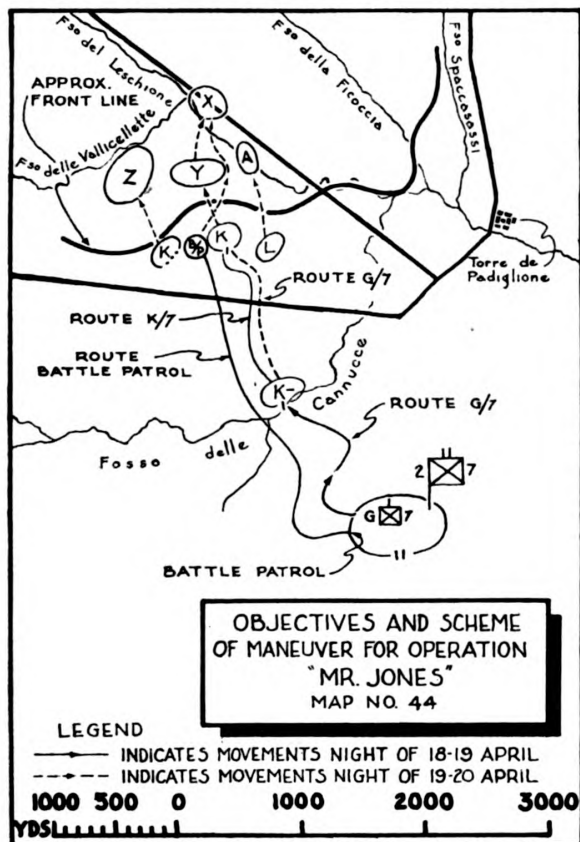 Fso del Leschione
Fso della Ficoccia
Fso Spaccasassi
APPROX.
FRONT LINE
Fso delle Vallicellette
X
A
Z
Y
K-
B/P
K
L
Torre de
Padiglione
ROUTE G/7
ROUTE K/7
ROUTE
BATTLE PATROL
K-
ROUTE G/7
Fosso delle Cannucce
2 7
G 7
BATTLE PATROL
OBJECTIVES AND SCHEME
OF MANEUVER FOR OPERATION
"MR. JONES"
MAP NO. 44
LEGEND
INDICATES MOVEMENTS NIGHT OF 18-19 APRIL
INDICATES MOVEMENTS NIGHT OF 19-20 APRIL
1000 500 0 1000 2000 3000
YDS